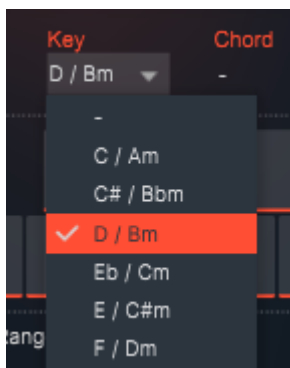 Key Chord
D / Bm -
-
C / Am
C# / Bbm
D / Bm
Eb / Cm
E / C#m
F / Dm